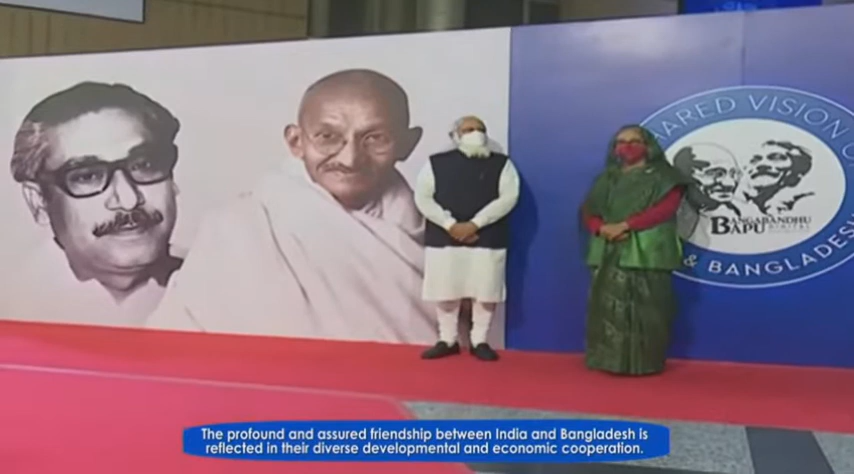 SHARED VISION O
BANGABANDHU
BAPU DIGITAL
& BANGLADESH
The profound and assured friendship between India and Bangladesh is
reflected in their diverse developmental and economic cooperation.